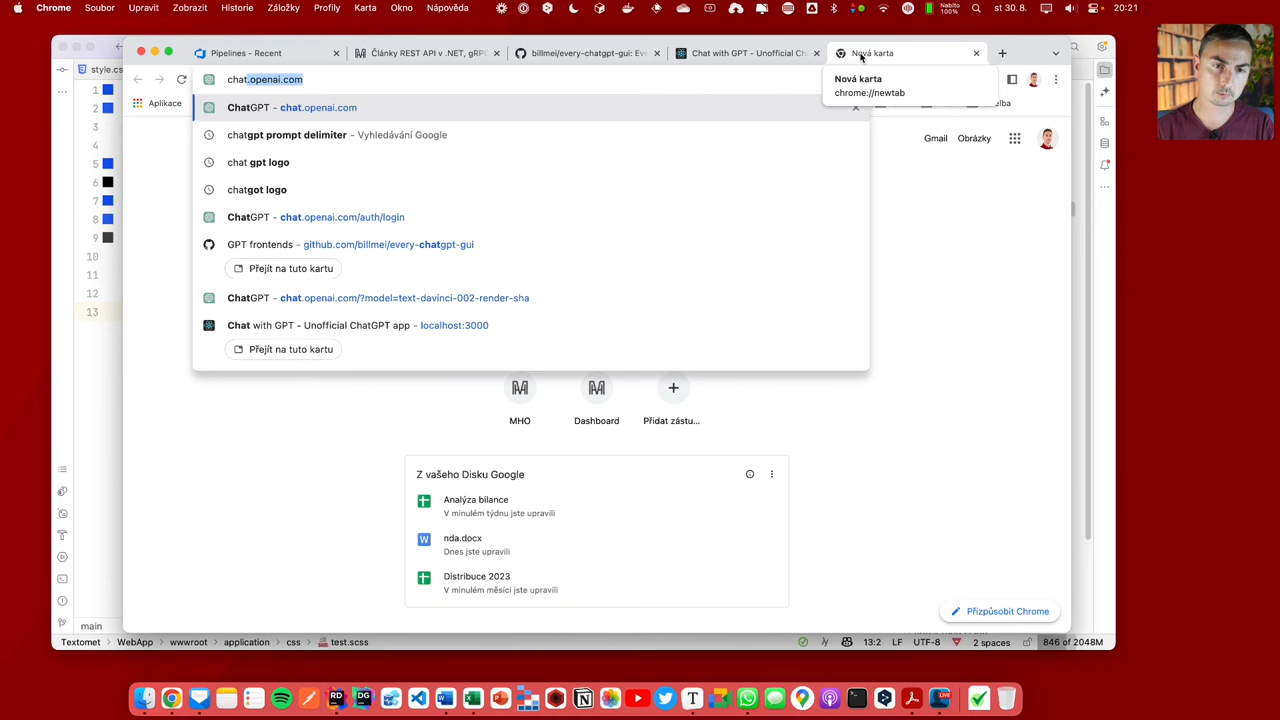 Chrome Soubor Upravit Zobrazit Historie Záložky Profily Karta Okno Nápověda Nabito 100% st 30. 8. 20:21
Pipelines - Recent
Články REST API v .NET, gRPC
billmei/every-chatgpt-gui: Eve
Chat with GPT - Unofficial Ch
Nová karta
style.cs
chat.openai.com
Nová karta
chrome://newtab
Aplikace
ChatGPT - chat.openai.com
chatgpt prompt delimiter - Vyhledávání Google
chat gpt logo
chatgot logo
ChatGPT - chat.openai.com/auth/login
GPT frontends - github.com/billmei/every-chatgpt-gui
Přejít na tuto kartu
ChatGPT - chat.openai.com/?model=text-davinci-002-render-sha
Chat with GPT - Unofficial ChatGPT app - localhost:3000
Přejít na tuto kartu
Gmail Obrázky
1
2
3
4
5
6
7
8
9
10
11
12
13
MHO Dashboard Přidat zástu...
Z vašeho Disku Google
Analýza bilance
V minulém týdnu jste upravili
nda.docx
Dnes jste upravili
Distribuce 2023
V minulém měsíci jste upravili
Přizpůsobit Chrome
main
Textomet WebApp wwwroot application css test.scss 13:2 LF UTF-8 2 spaces 846 of 2048M